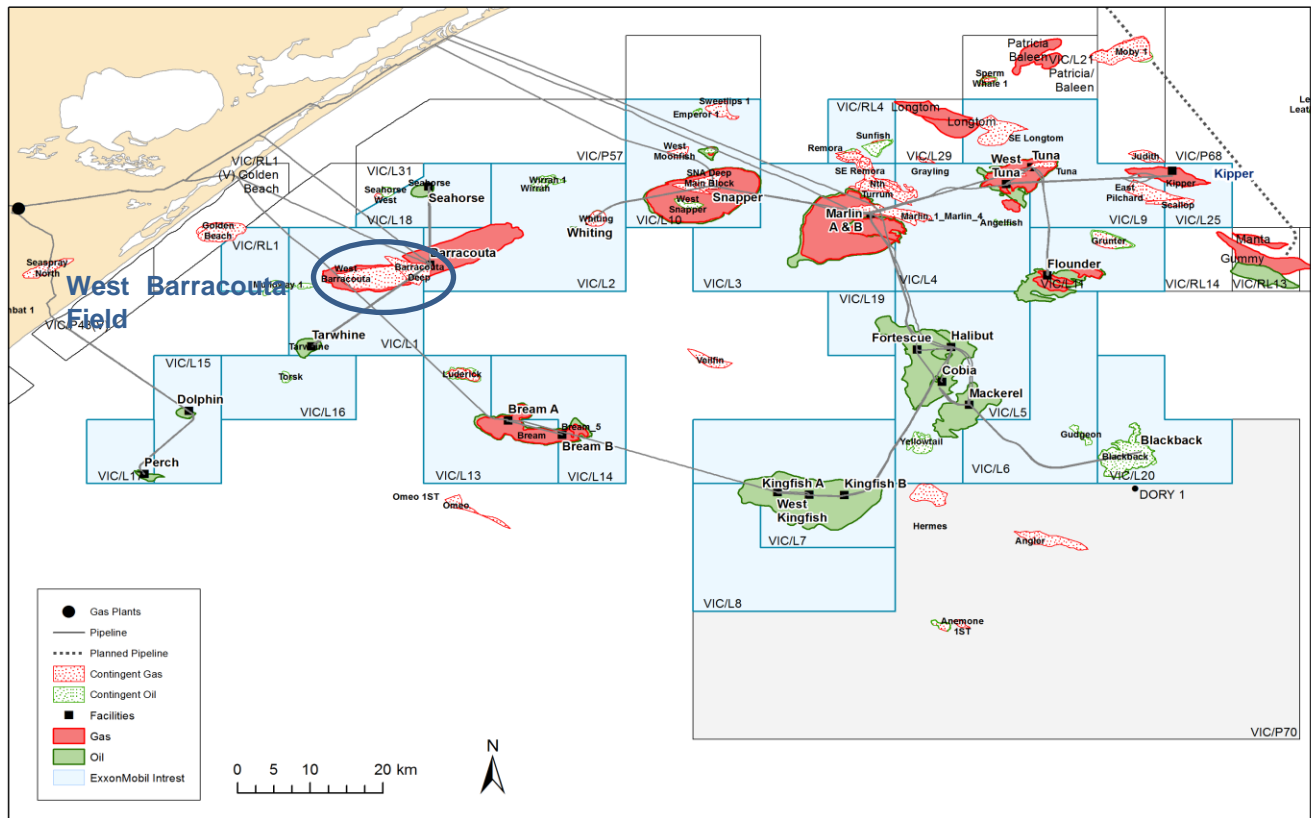 Patricia
Baleen
VIC/L21
Patricia/
Baleen
Moby 1
Sperm
Whale 1
Le
Leata
Sweetlips 1
Emperor 1
VIC/RL4
Longtom
Longtom
SE Longtom
Sunfish
Remora
SE Remora
VIC/L29
Grayling
Nth
Turrum
VIC/P57
West
Moonfish
SNA Deep
Main Block
Snapper
West
Snapper
VIC/L10
West
Tuna
Tuna
Tuna
Judith
VIC/P68
Kipper
Kipper
East
Pilchard
Scallop
VIC/L9
VIC/L25
VIC/RL1
(V) Golden
Beach
VIC/L31
Seahorse
West
Seahorse
Seahorse
VIC/L18
Wirrah 1
Wirrah
Whiting
Whiting
Marlin
A & B
Marlin_1
Marlin_4
Angelfish
Grunter
Manta
Gummy
Golden
Beach
VIC/RL1
Seaspray
North
Barracouta
West
Barracouta
Barracouta
Deep
West Barracouta
Field
Mulloway 1
VIC/L2
VIC/L3
VIC/L4
Flounder
VIC/L11
VIC/RL14
VIC/RL13
mbat 1
VIC/P43(V)
VIC/L19
Tarwhine
Tarwhine
VIC/L1
Fortescue
Halibut
Cobia
Mackerel
VIC/L5
Veilfin
VIC/L15
Torsk
Luderick
Dolphin
VIC/L16
Bream A
Bream
Bream_5
Bream B
Yellowtail
Gudgeon
Blackback
Blackback
Perch
VIC/L17
VIC/L13
VIC/L14
VIC/L6
VIC/L20
Kingfish A
Kingfish B
West
Kingfish
DORY 1
Omeo 1ST
Omeo
Hermes
VIC/L7
Angler
VIC/L8
Anemone
1ST
VIC/P70
Gas Plants
Pipeline
Planned Pipeline
Contingent Gas
Contingent Oil
Facilities
Gas
Oil
ExxonMobil Intrest
N
0 5 10 20 km